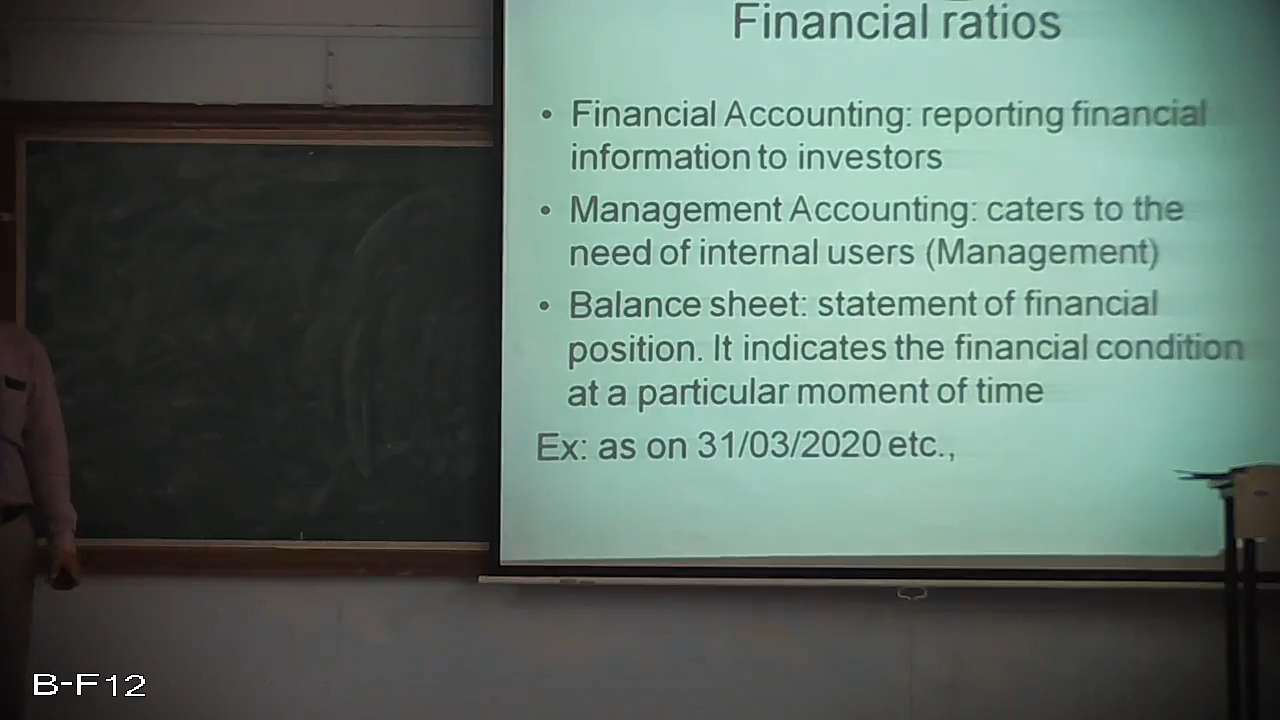 Financial ratios
• Financial Accounting: reporting financial
information to investors
• Management Accounting: caters to the
need of internal users (Management)
• Balance sheet: statement of financial
position. It indicates the financial condition
at a particular moment of time
Ex: as on 31/03/2020 etc.,
B-F12